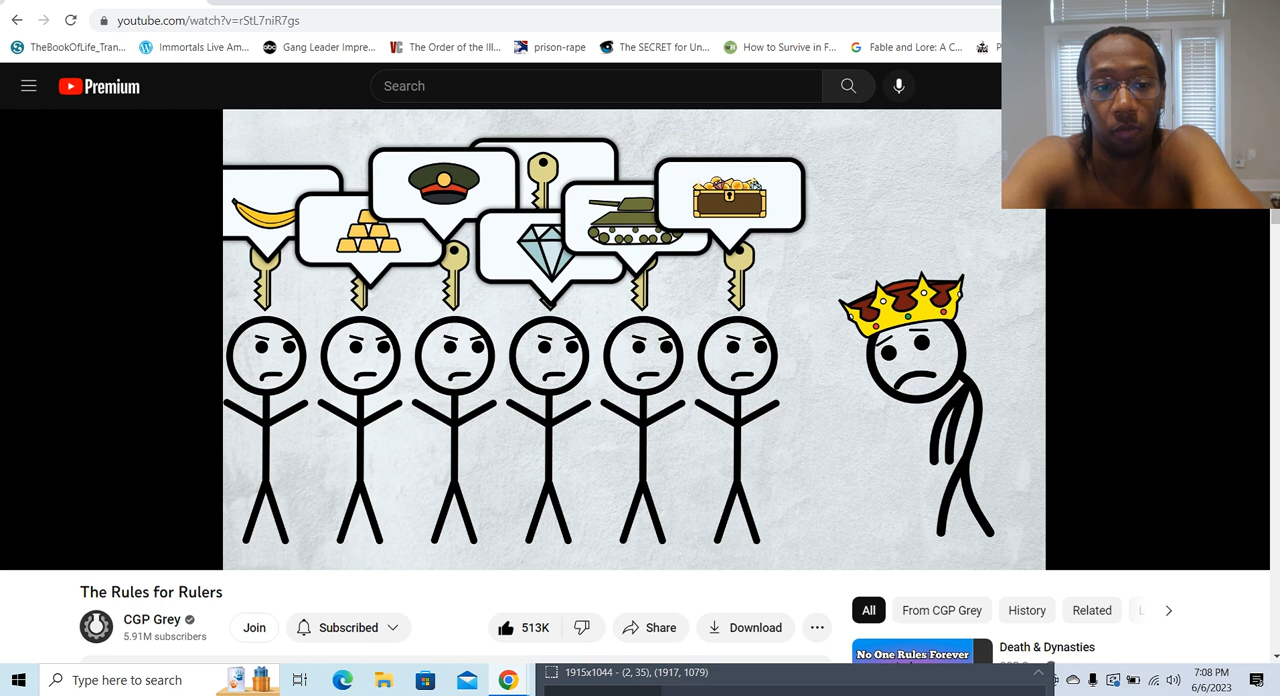 youtube.com/watch?v=rStL7niR7gs
TheBookOfLife_Tran...
Immortals Live Am...
abc
Gang Leader Impre...
The Order of the Ill...
prison-rape
The SECRET for Un...
How to Survive in F...
Fable and Lore: A C...
P
Premium
Search
The Rules for Rulers
CGP Grey
5.91M subscribers
Join
Subscribed
513K
Share
Download
All
From CGP Grey
History
Related
No One Rules Forever
Death & Dynasties
Type here to search
1915x1044 - (2, 35), (1917, 1079)
7:08 PM
6/6/2023